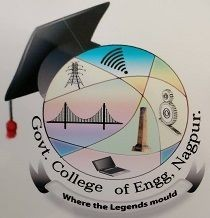 Govt. College of Engg, Nagpur.
Where the Legends mould